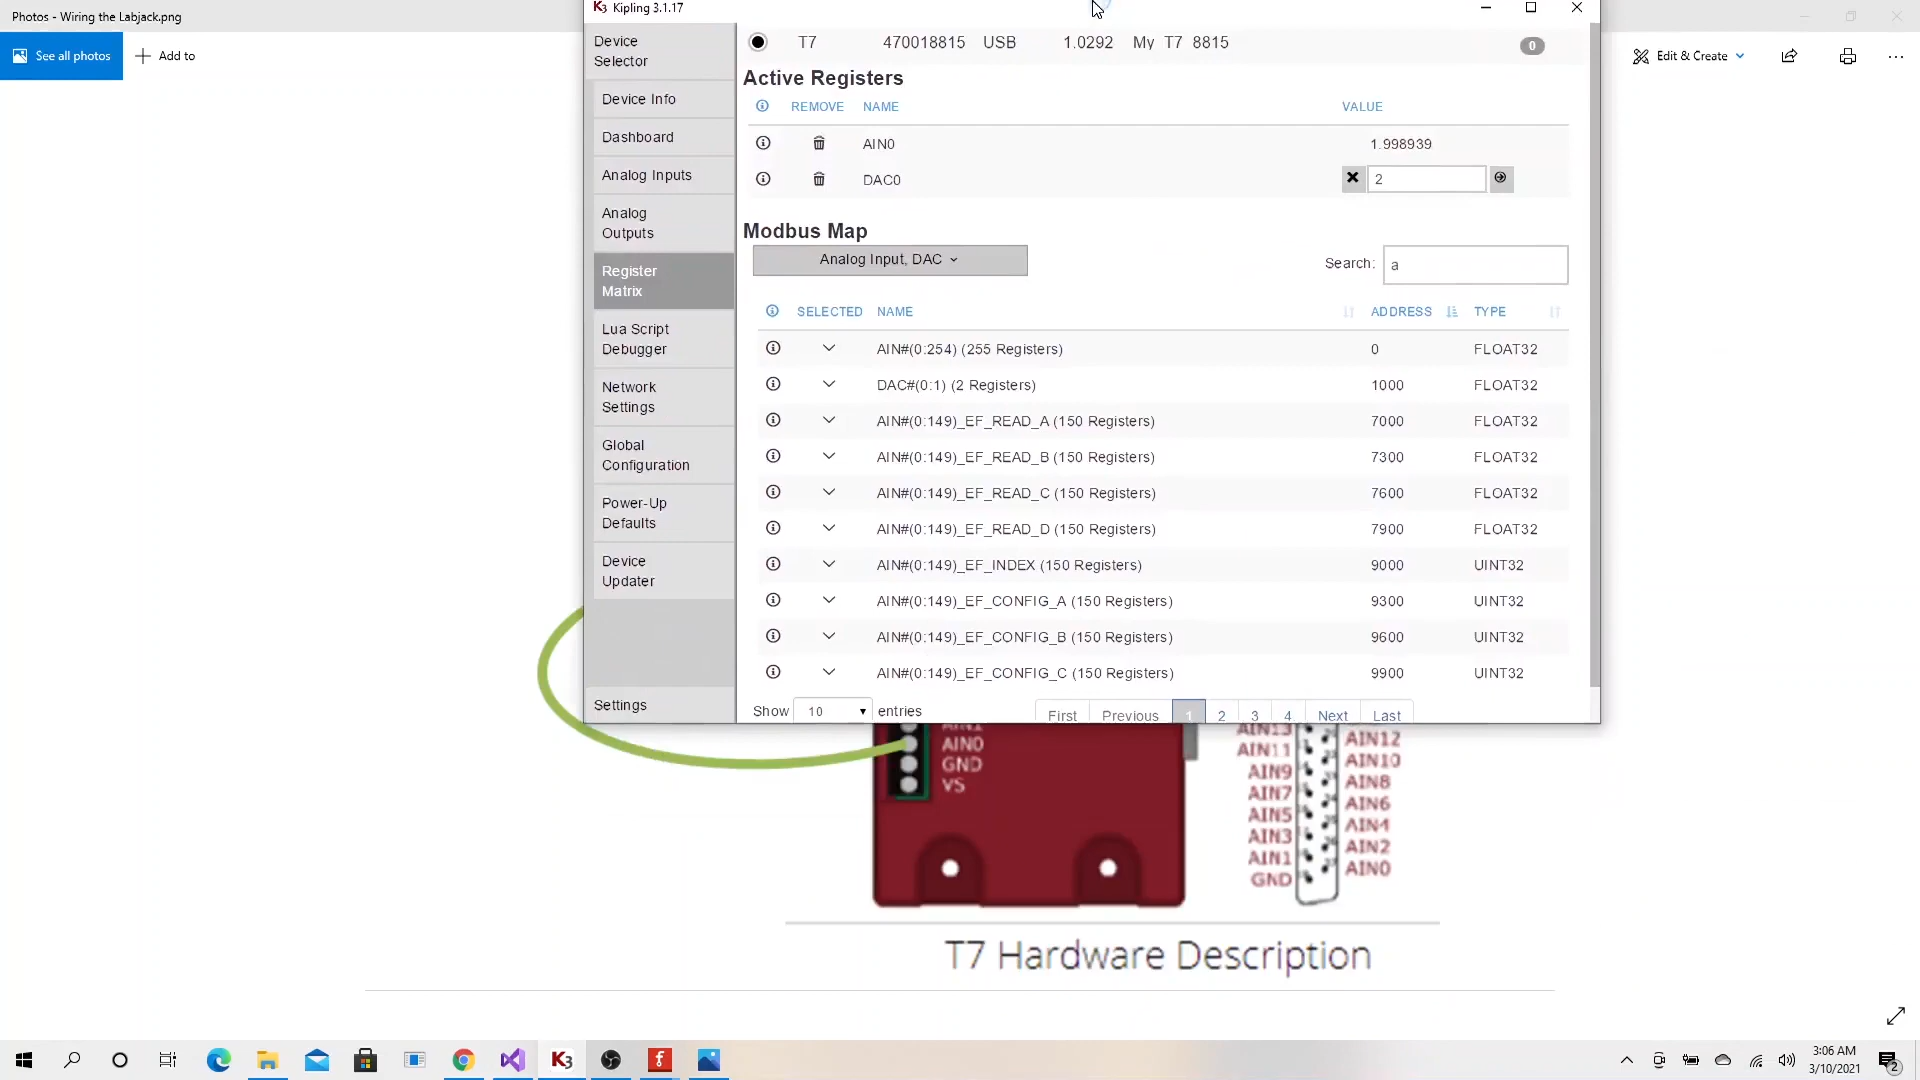 Photos - Wiring the Labjack.png
See all photos
Add to
Edit & Create
K3 Kipling 3.1.17
Device Selector
Device Info
Dashboard
Analog Inputs
Analog Outputs
Register Matrix
Lua Script Debugger
Network Settings
Global Configuration
Power-Up Defaults
Device Updater
Settings
T7 470018815 USB 1.0292 My T7 8815
0
Active Registers
REMOVE NAME VALUE
AIN0 1.998939
DAC0 2
Modbus Map
Analog Input, DAC
Search: a
SELECTED NAME ADDRESS TYPE
AIN#(0:254) (255 Registers) 0 FLOAT32
DAC#(0:1) (2 Registers) 1000 FLOAT32
AIN#(0:149)_EF_READ_A (150 Registers) 7000 FLOAT32
AIN#(0:149)_EF_READ_B (150 Registers) 7300 FLOAT32
AIN#(0:149)_EF_READ_C (150 Registers) 7600 FLOAT32
AIN#(0:149)_EF_READ_D (150 Registers) 7900 FLOAT32
AIN#(0:149)_EF_INDEX (150 Registers) 9000 UINT32
AIN#(0:149)_EF_CONFIG_A (150 Registers) 9300 UINT32
AIN#(0:149)_EF_CONFIG_B (150 Registers) 9600 UINT32
AIN#(0:149)_EF_CONFIG_C (150 Registers) 9900 UINT32
Show 10 entries
First Previous 1 2 3 4 Next Last
AIN1
AIN0
GND
VS
AIN13 AIN12
AIN11 AIN10
AIN9 AIN8
AIN7 AIN6
AIN5 AIN4
AIN3 AIN2
AIN1 AIN0
GND
T7 Hardware Description
K3
3:06 AM
3/10/2021
2